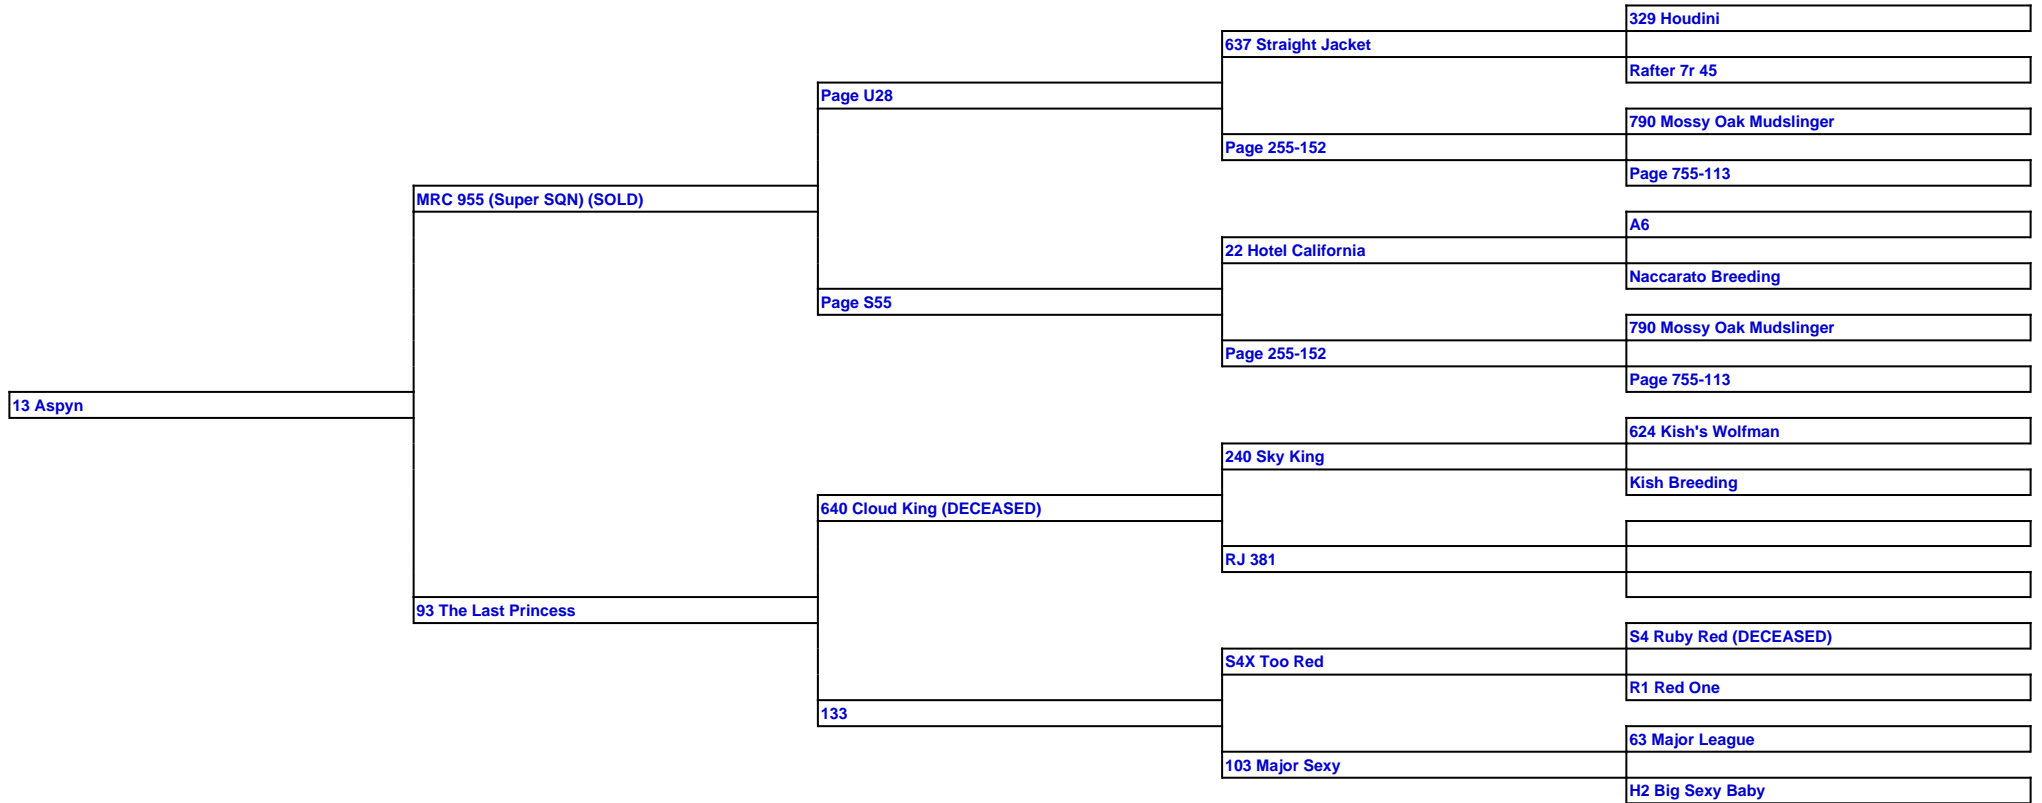 329 Houdini
637 Straight Jacket
Rafter 7r 45
Page U28
790 Mossy Oak Mudslinger
Page 255-152
Page 755-113
MRC 955 (Super SQN) (SOLD)
A6
22 Hotel California
Naccarato Breeding
Page S55
790 Mossy Oak Mudslinger
Page 255-152
Page 755-113
13 Aspyn
624 Kish's Wolfman
240 Sky King
Kish Breeding
640 Cloud King (DECEASED)
RJ 381
93 The Last Princess
S4 Ruby Red (DECEASED)
S4X Too Red
R1 Red One
133
63 Major League
103 Major Sexy
H2 Big Sexy Baby